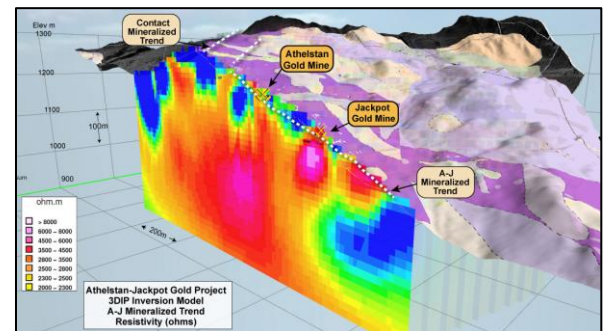 Elev m
1300
1200
1100
1000
900
100m
200m
Contact
Mineralized
Trend
Athelstan
Gold Mine
Jackpot
Gold Mine
A-J
Mineralized
Trend
ohm.m
> 8000
6000 - 8000
4500 - 6000
3500 - 4500
2800 - 3500
2500 - 2800
2300 - 2500
2000 - 2300
Athelstan-Jackpot Gold Project
3DIP Inversion Model
A-J Mineralized Trend
Resistivity (ohms)